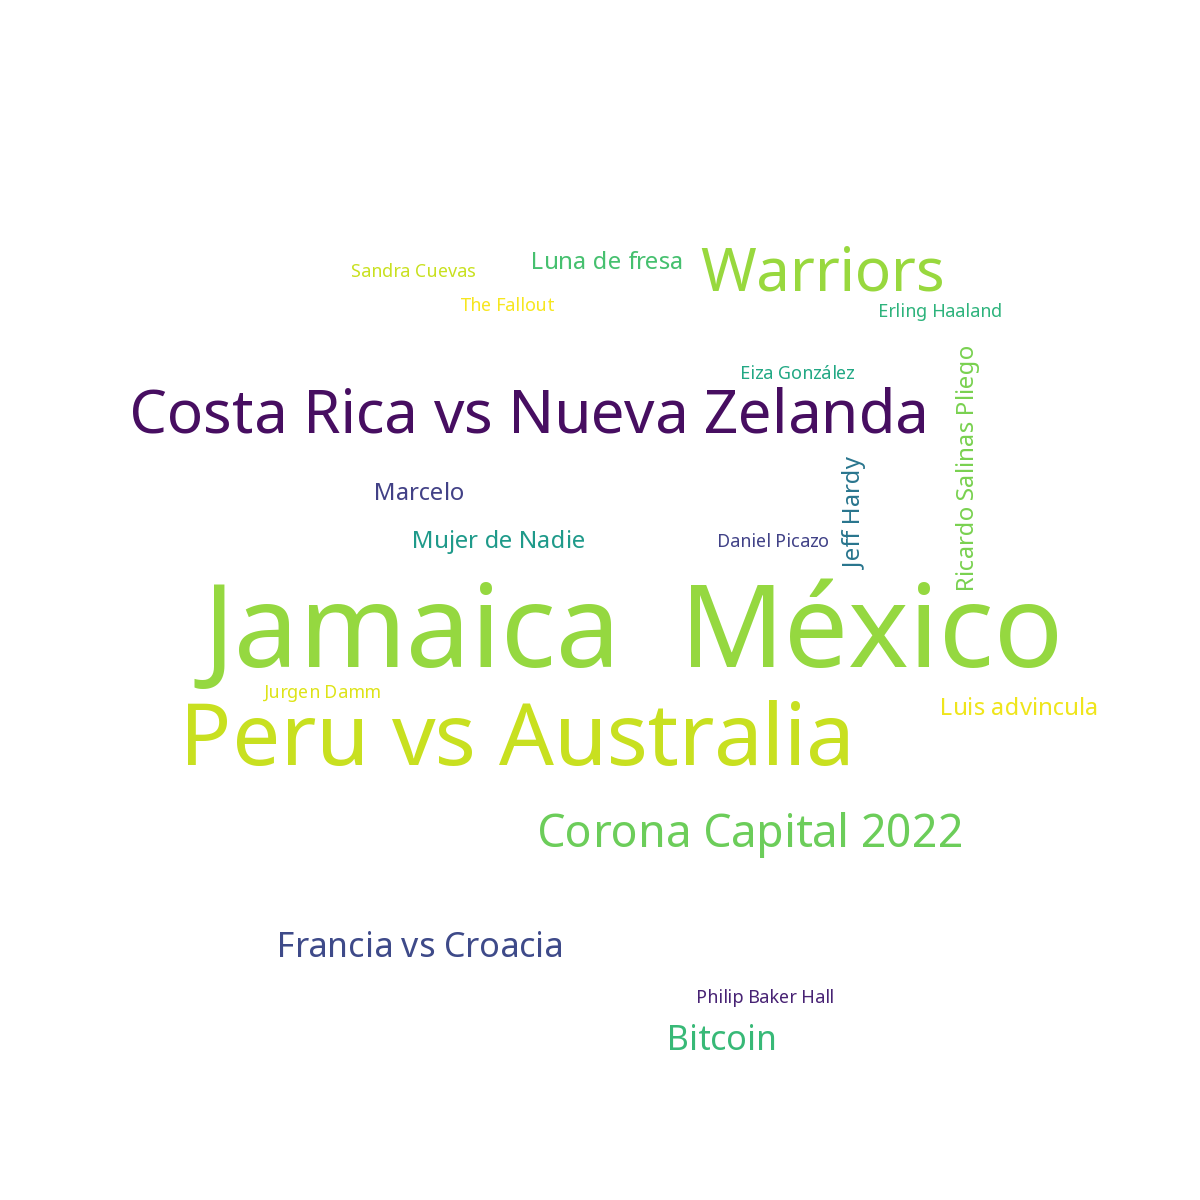 Sandra Cuevas
Luna de fresa
Warriors
The Fallout
Erling Haaland
Eiza González
Ricardo Salinas Pliego
Costa Rica vs Nueva Zelanda
Marcelo
Jeff Hardy
Mujer de Nadie
Daniel Picazo
Jamaica México
Jurgen Damm
Luis advincula
Peru vs Australia
Corona Capital 2022
Francia vs Croacia
Philip Baker Hall
Bitcoin